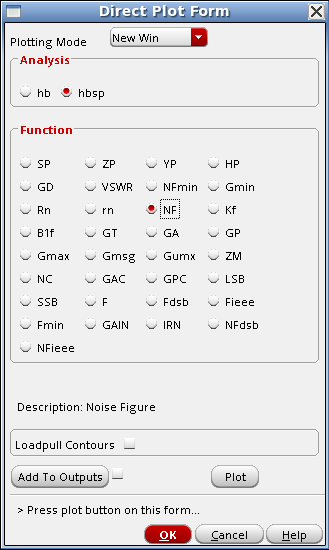 Direct Plot Form
Plotting Mode New Win
Analysis
hb hbsp
Function
SP ZP YP HP
GD VSWR NFmin Gmin
Rn rn NF Kf
B1f GT GA GP
Gmax Gmsg Gumx ZM
NC GAC GPC LSB
SSB F Fdsb Fieee
Fmin GAIN IRN NFdsb
NFieee
Description: Noise Figure
Loadpull Contours
Add To Outputs Plot
> Press plot button on this form...
OK Cancel Help